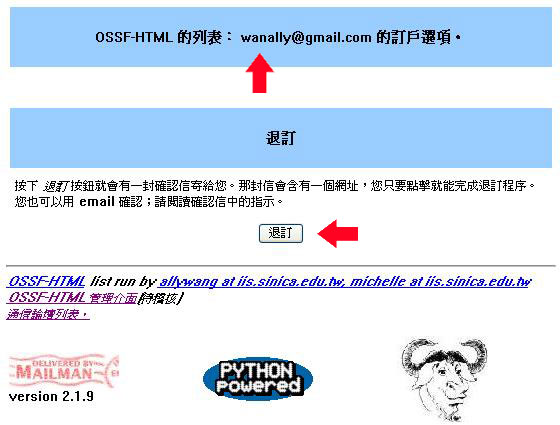 OSSF-HTML 的列表： wanally@gmail.com 的訂戶選項。
退訂
按下 退訂 按鈕就會有一封確認信寄給您。那封信會含有一個網址，您只要點擊就能完成退訂程序。
您也可以用 email 確認；請閱讀確認信中的指示。
退訂
OSSF-HTML list run by allywang at iis.sinica.edu.tw, michelle at iis.sinica.edu.tw
OSSF-HTML 管理介面(待稽核)
通信論壇列表。
DELIVERED BY
MAILMAN
version 2.1.9
PYTHON
Powered